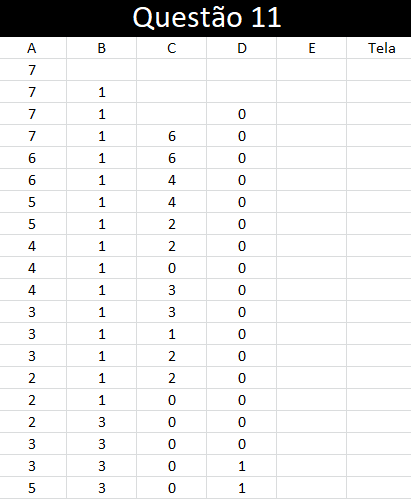 Questão 11
A B C D E Tela
7
7 1
7 1 0
7 1 6 0
6 1 6 0
6 1 4 0
5 1 4 0
5 1 2 0
4 1 2 0
4 1 0 0
4 1 3 0
3 1 3 0
3 1 1 0
3 1 2 0
2 1 2 0
2 1 0 0
2 3 0 0
3 3 0 0
3 3 0 1
5 3 0 1